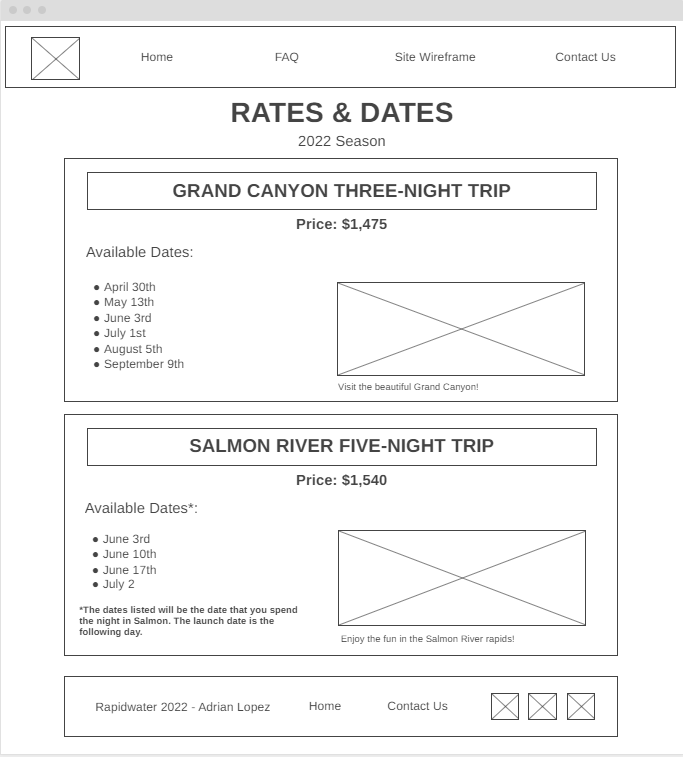 Home FAQ Site Wireframe Contact Us
RATES & DATES
2022 Season
GRAND CANYON THREE-NIGHT TRIP
Price: $1,475
Available Dates:
● April 30th
● May 13th
● June 3rd
● July 1st
● August 5th
● September 9th
Visit the beautiful Grand Canyon!
SALMON RIVER FIVE-NIGHT TRIP
Price: $1,540
Available Dates*:
● June 3rd
● June 10th
● June 17th
● July 2
*The dates listed will be the date that you spend
the night in Salmon. The launch date is the
following day.
Enjoy the fun in the Salmon River rapids!
Rapidwater 2022 - Adrian Lopez Home Contact Us